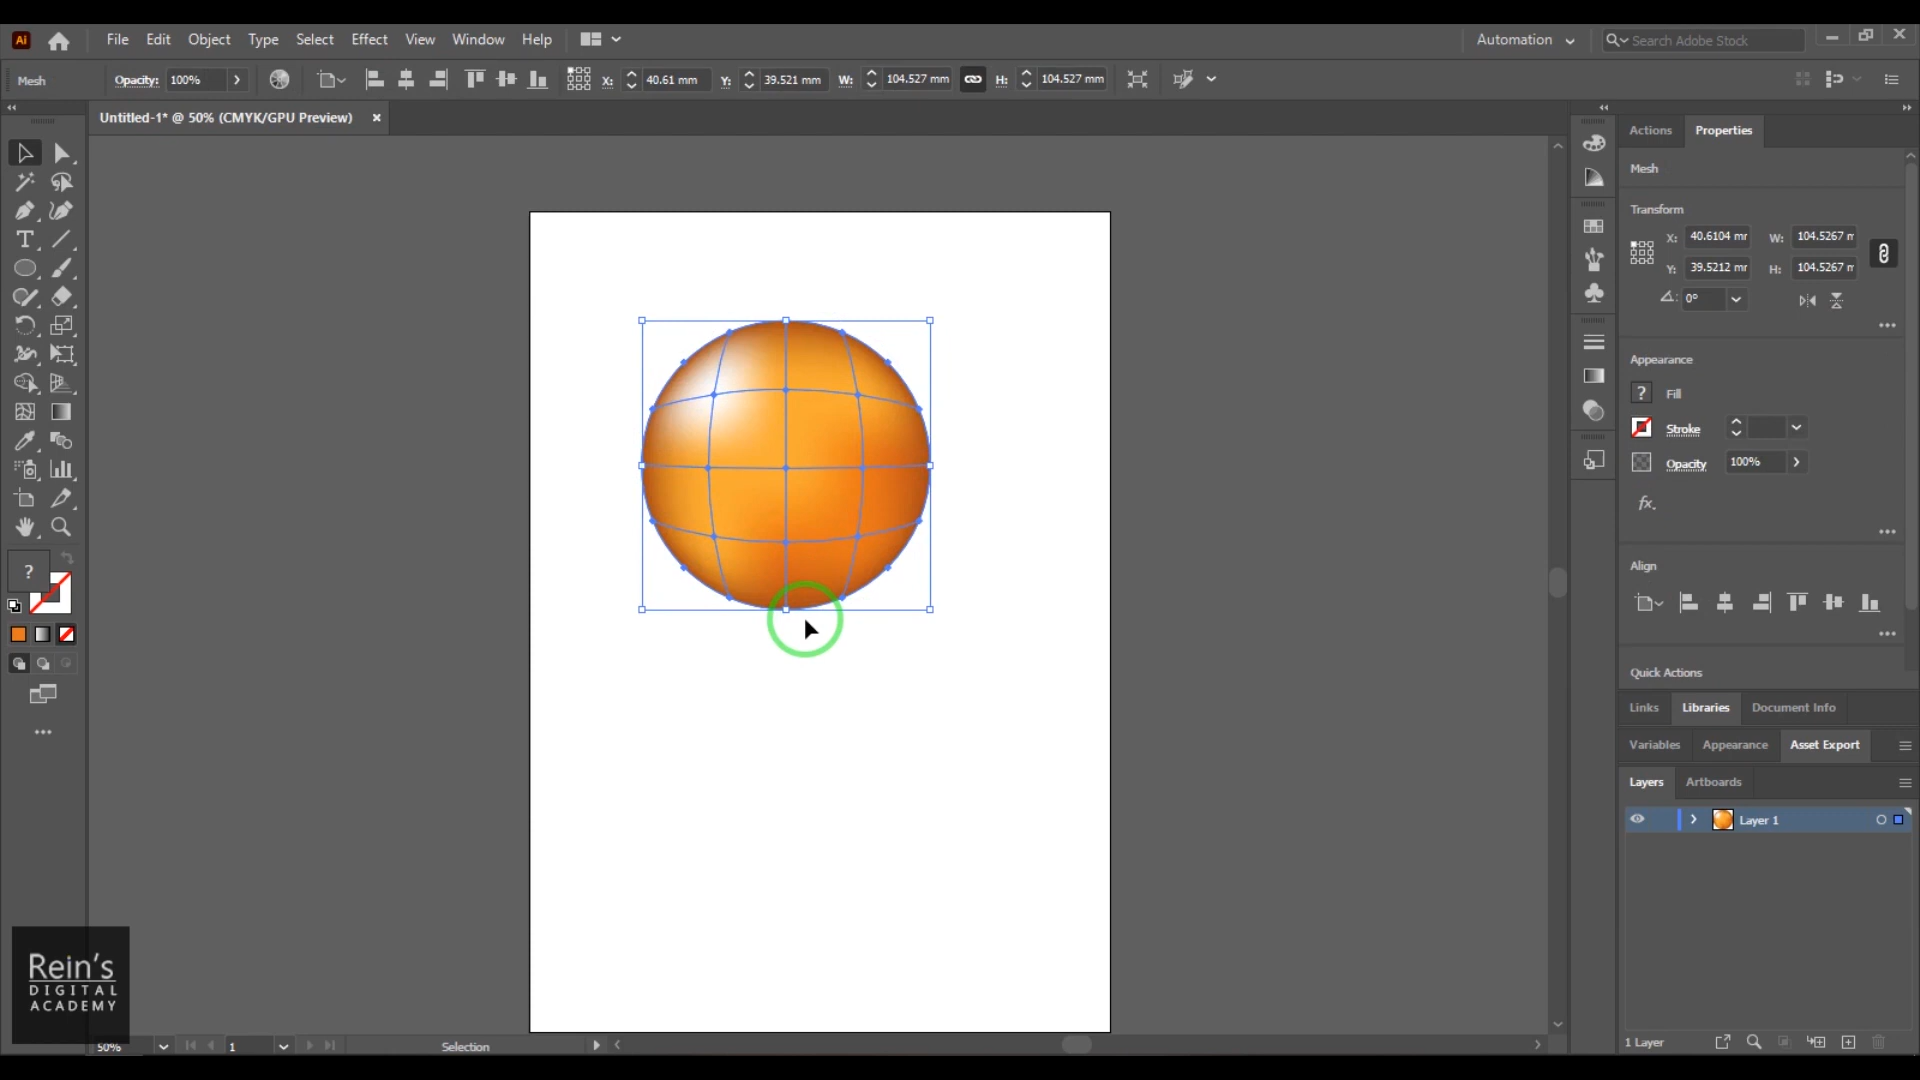 Ai File Edit Object Type Select Effect View Window Help Automation Search Adobe Stock
Mesh Opacity: 100% X: 40.61 mm Y: 39.521 mm W: 104.527 mm H: 104.527 mm
Untitled-1* @ 50% (CMYK/GPU Preview) ×
Actions Properties
Mesh
Transform
X: 40.6104 mr W: 104.5267 r
Y: 39.5212 mr H: 104.5267 r
0°
Appearance
? Fill
Stroke
Opacity 100%
fx.
Align
Quick Actions
Links Libraries Document Info
Variables Appearance Asset Export
Layers Artboards
Layer 1
1 Layer
?
Rein's
DIGITAL
ACADEMY
50% 1 Selection